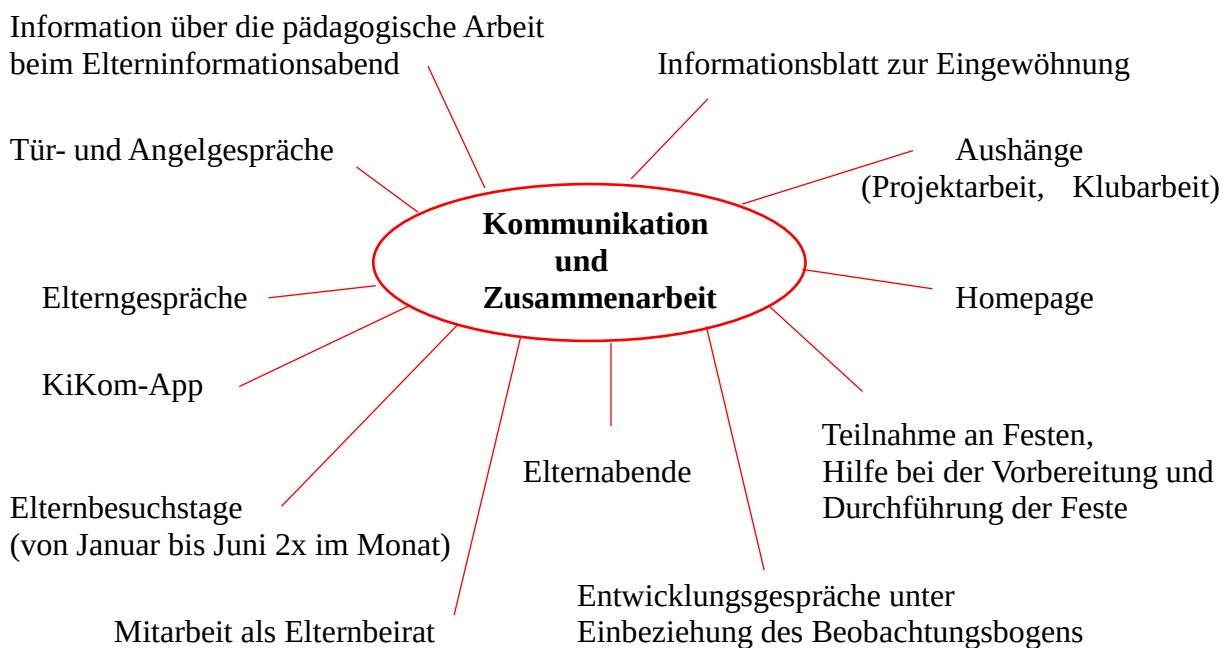 Information über die pädagogische Arbeit
beim Elterninformationsabend
Informationsblatt zur Eingewöhnung
Tür- und Angelgespräche
Aushänge
(Projektarbeit, Klubarbeit)
Kommunikation
und
Zusammenarbeit
Elterngespräche
Homepage
KiKom-App
Teilnahme an Festen,
Hilfe bei der Vorbereitung und
Durchführung der Feste
Elternabende
Elternbesuchstage
(von Januar bis Juni 2x im Monat)
Entwicklungsgespräche unter
Einbeziehung des Beobachtungsbogens
Mitarbeit als Elternbeirat